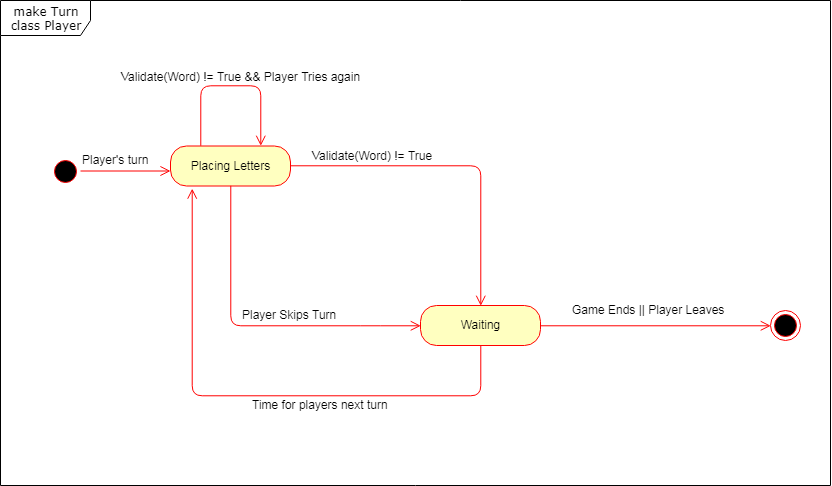 make Turn
class Player
Validate(Word) != True && Player Tries again
Player's turn
Placing Letters
Validate(Word) != True
Player Skips Turn
Waiting
Game Ends || Player Leaves
Time for players next turn